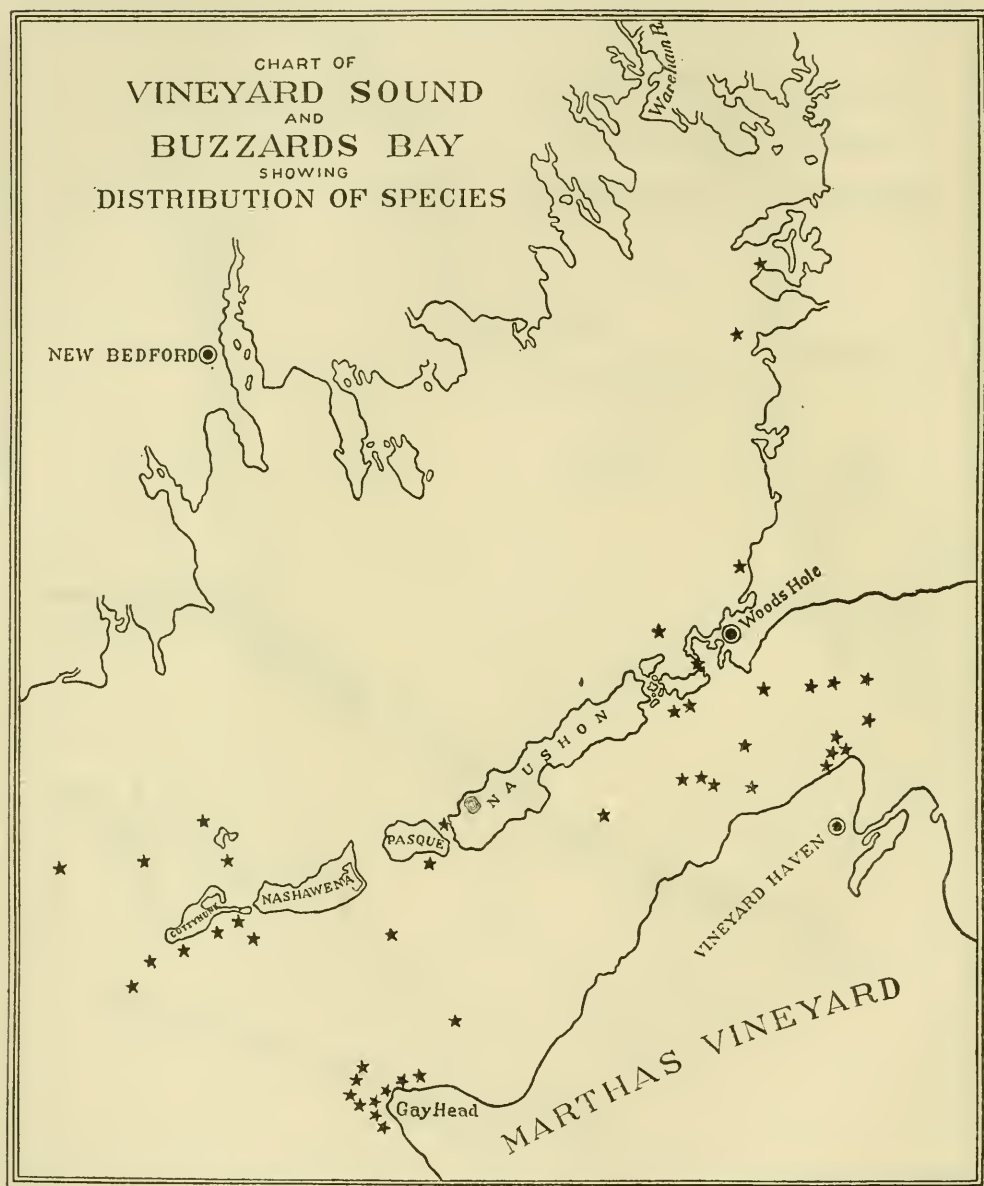 CHART OF
VINEYARD SOUND
AND
BUZZARDS BAY
SHOWING
DISTRIBUTION OF SPECIES
Wareham R.
NEW BEDFORD
Woods Hole
NAUSHON
PASQUE
NASHAWENA
CUTTYHUNK
VINEYARD HAVEN
MARTHAS VINEYARD
Gay Head